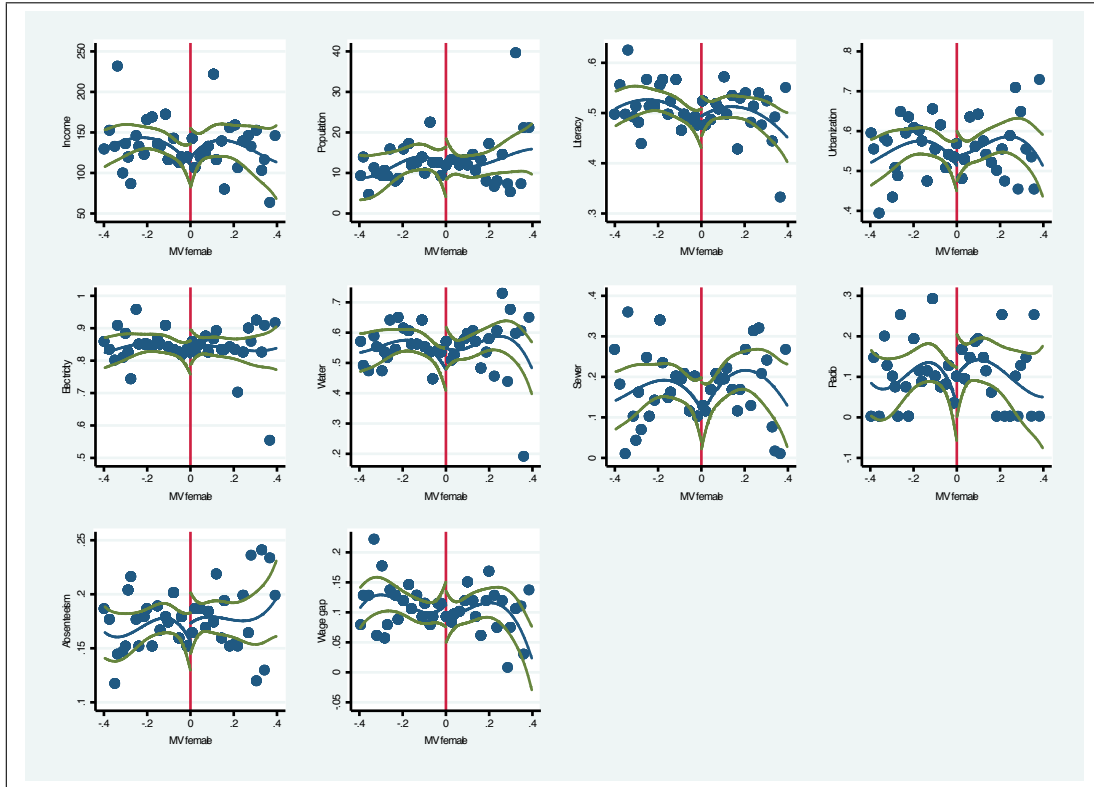 Income
50 100 150 200 250
-.4 -.2 0 .2 .4
MV female
Population
0 10 20 30 40
-.4 -.2 0 .2 .4
MV female
Literacy
.3 .4 .5 .6
-.4 -.2 0 .2 .4
MV female
Urbanization
.4 .5 .6 .7 .8
-.4 -.2 0 .2 .4
MV female
Electricity
.5 .6 .7 .8 .9 1
-.4 -.2 0 .2 .4
MV female
Water
.2 .3 .4 .5 .6 .7
-.4 -.2 0 .2 .4
MV female
Sewer
0 .1 .2 .3 .4
-.4 -.2 0 .2 .4
MV female
Radio
-.1 0 .1 .2 .3
-.4 -.2 0 .2 .4
MV female
Absenteeism
.1 .15 .2 .25
-.4 -.2 0 .2 .4
MV female
Wage gap
-.05 0 .05 .1 .15 .2
-.4 -.2 0 .2 .4
MV female